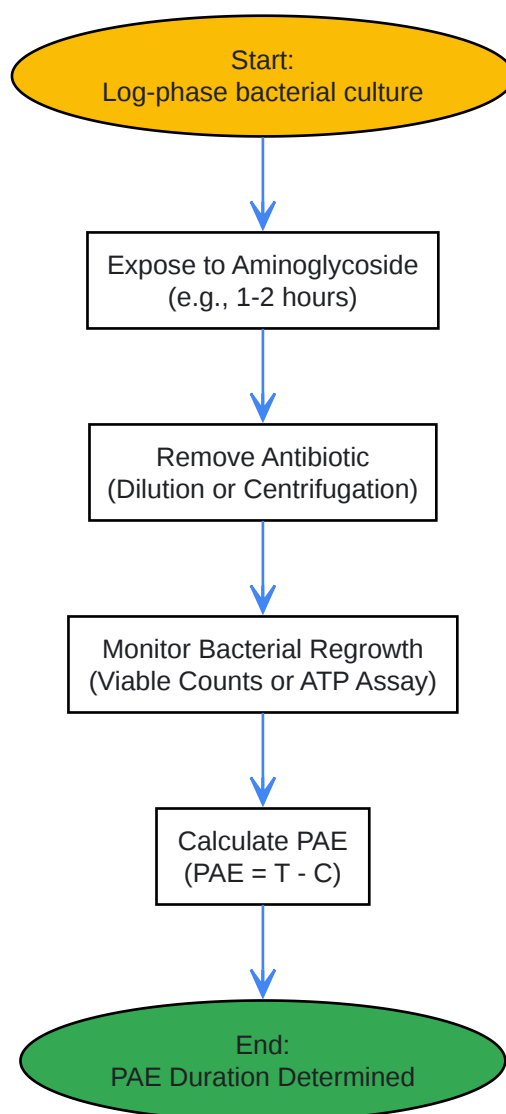 Start:
Log-phase bacterial culture
Expose to Aminoglycoside
(e.g., 1-2 hours)
Remove Antibiotic
(Dilution or Centrifugation)
Monitor Bacterial Regrowth
(Viable Counts or ATP Assay)
Calculate PAE
(PAE = T - C)
End:
PAE Duration Determined